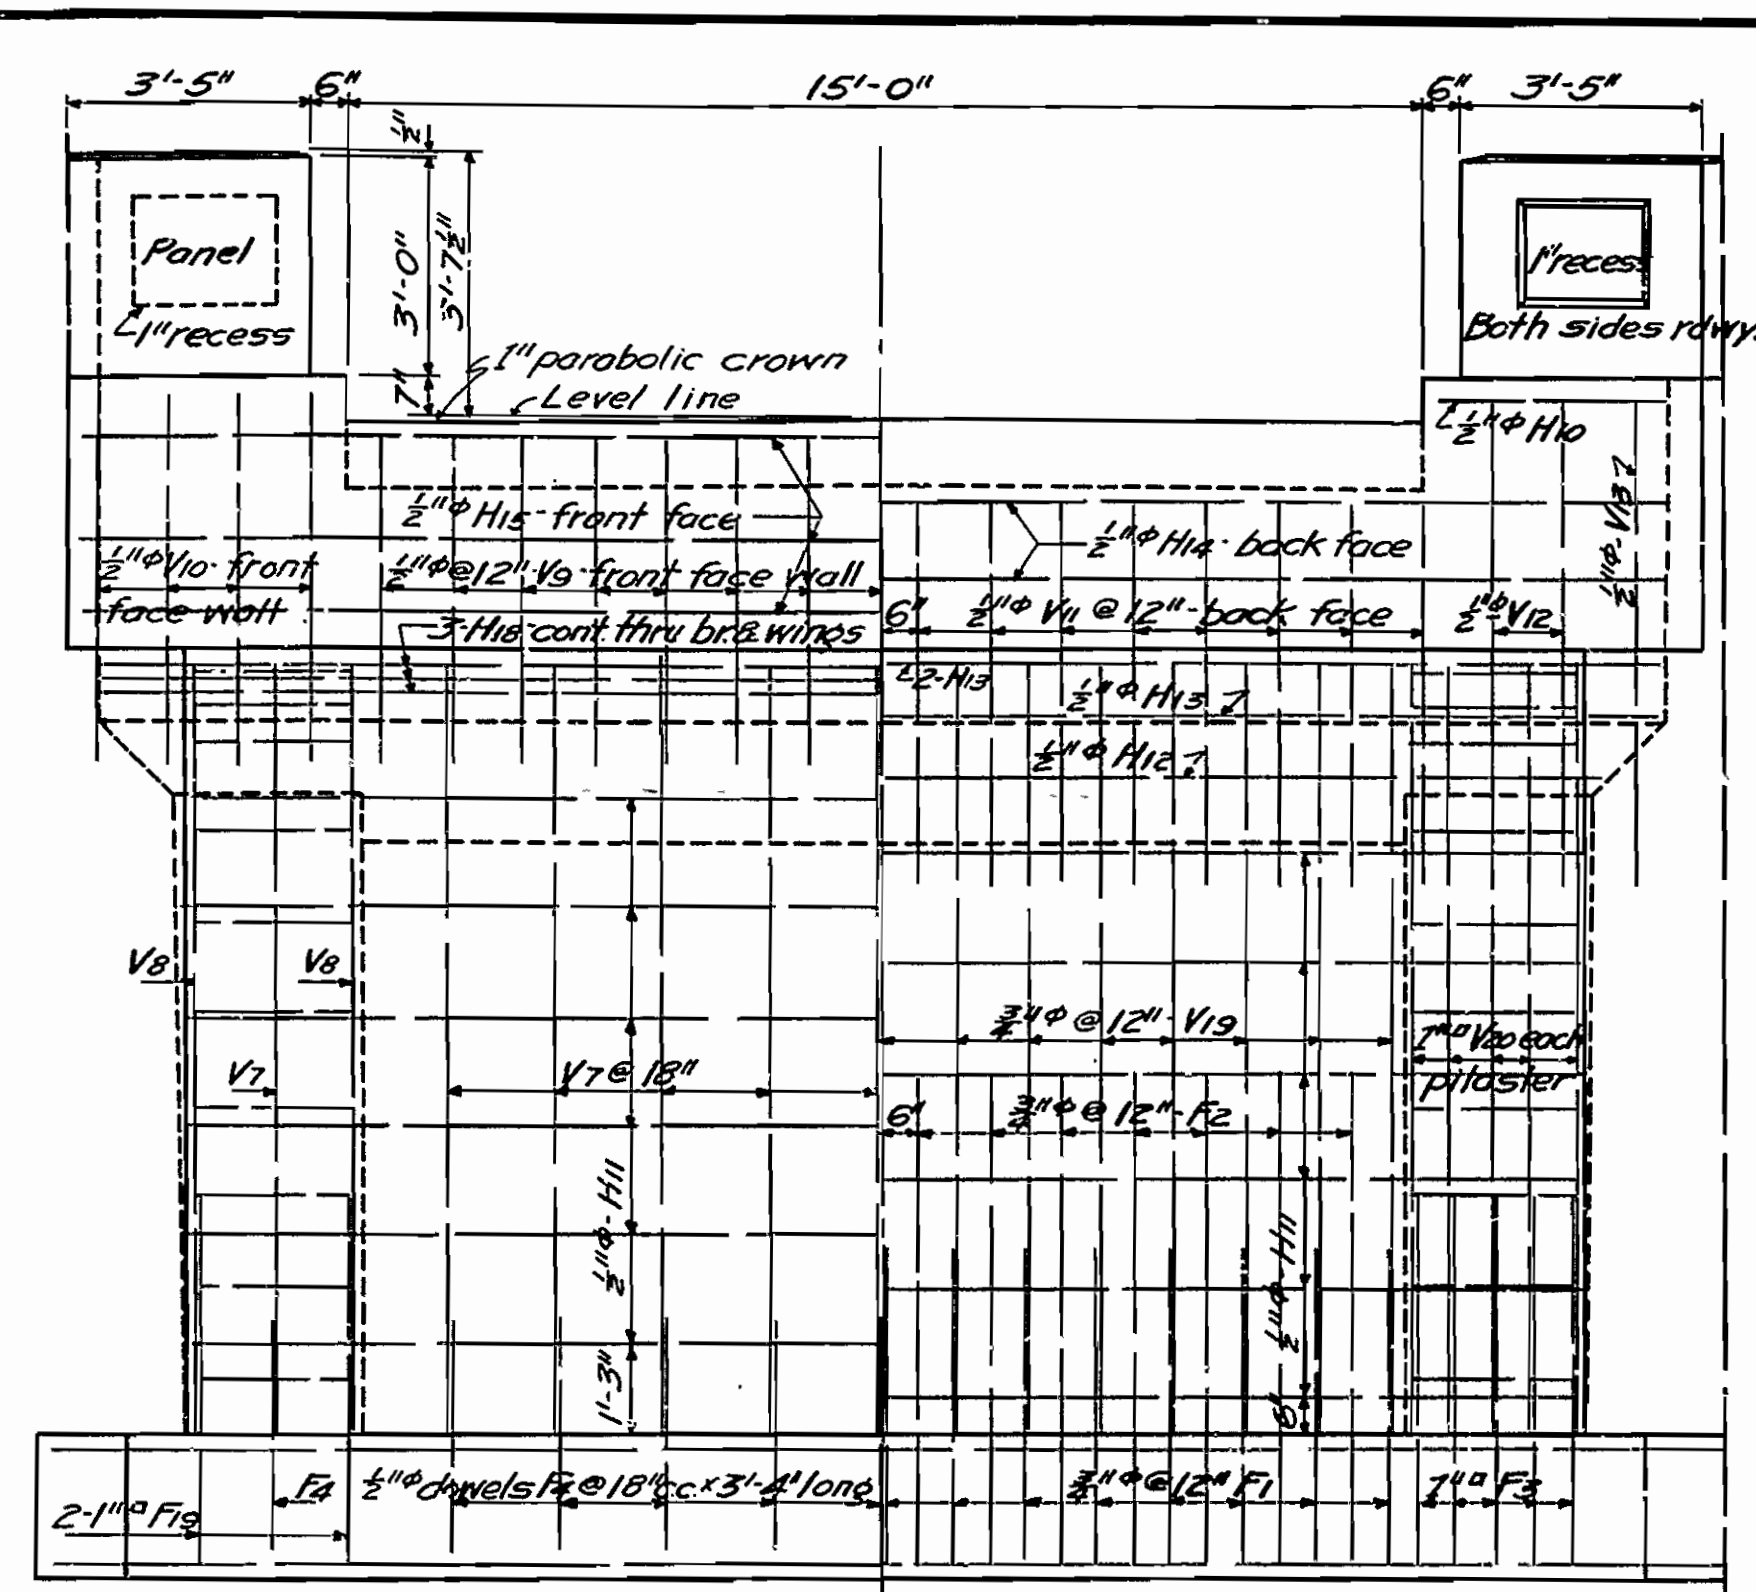 3'-5" 6" 15'-0" 6" 3'-5"
1/2"
3'-0"
3'-7 1/2"
7"
Panel
1" recess
1" recess
Both sides rdwy.
1" parabolic crown
Level line
1/2"φ H10
1/2"φ-V13
1/2"φ H15-front face
1/2"φ H14-back face
1/2"φ V10-front
face wall
1/2"φ@12"-V9-front face wall
6" 1/2"φ V11 @ 12"-back face
1/2"φ-V12
3-H18-cont. thru br.& wings
2-H13
1/2"φ H13
1/2"φ H12
V8 V8
3/4"φ @ 12"-V19
1"▫ V20 each
pilaster
V7 V7 @ 18"
6" 3/4"φ @ 12"-F2
1/2"φ-H11
1'-3"
1/2"φ-H11
6"
F4 1/2"φ dowels F4 @ 18" c.c. x 3'-4" long
3/4"φ @ 12" F1
1"▫ F3
2-1"▫ F19